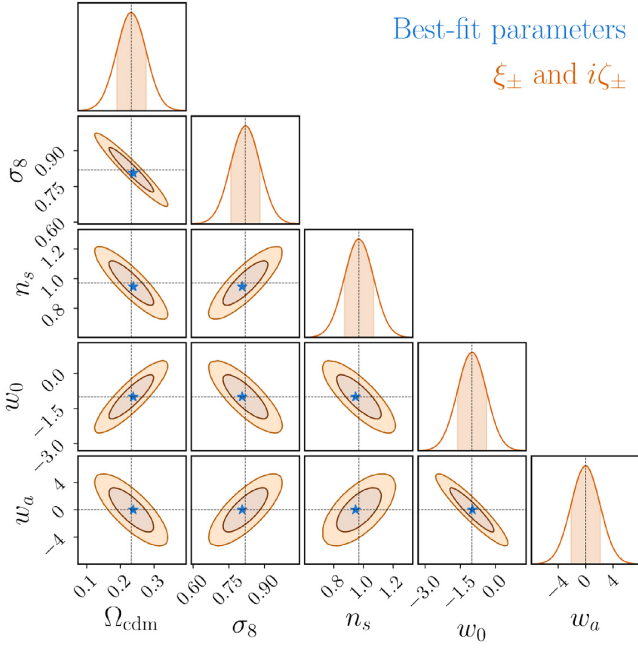 Best-fit parameters
ξ± and iζ±
σ8
0.90
0.75
0.60
ns
1.2
1.0
0.8
w0
0.0
−1.5
−3.0
wa
4
0
−4
0.1 0.2 0.3
0.60 0.75 0.90
0.8 1.0 1.2
−3.0 −1.5 0.0
−4 0 4
Ωcdm
σ8
ns
w0
wa